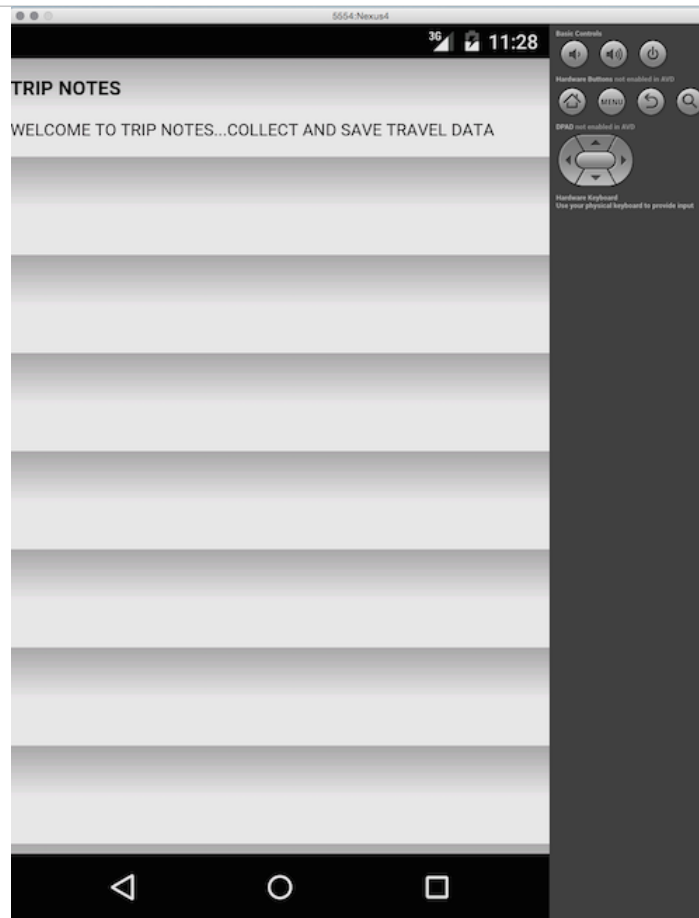 5554:Nexus4
3G 11:28
TRIP NOTES
WELCOME TO TRIP NOTES...COLLECT AND SAVE TRAVEL DATA
Basic Controls
Hardware Buttons not enabled in AVD
MENU
DPAD not enabled in AVD
Hardware Keyboard
Use your physical keyboard to provide input